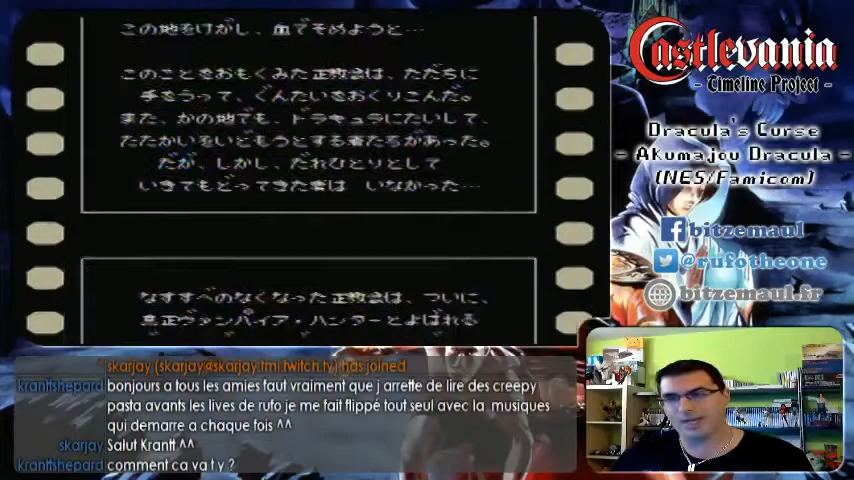 この地をけがし、血でそめようと…
このことをおもくみた正教会は、ただちに
手をうって、ぐんたいをおくりこんだ。
また、かの地でも、ドラキュラにたいして、
たたかいをいどもうとする者たちがあった。
だが、しかし、だれひとりとして
いきてもどってきた者は いなかった…
なすすべのなくなった正教会は、ついに、
真正ヴァンパイア・ハンターとよばれる
Castlevania
- Timeline Project -
Dracula's Curse
- Akumajou Dracula -
(NES/Famicom)
bitzemaul
@rufotheone
bitzemaul.fr
skarjay (skarjay@skarjay.tmi.twitch.tv) has joined
kranttshepard bonjours a tous les amies faut vraiment que j arrette de lire des creepy
pasta avants les lives de rufo je me fait flippé tout seul avec la musiques
qui demarre a chaque fois ^^
skarjay Salut Krantt ^^
kranttshepard comment ca va t y ?